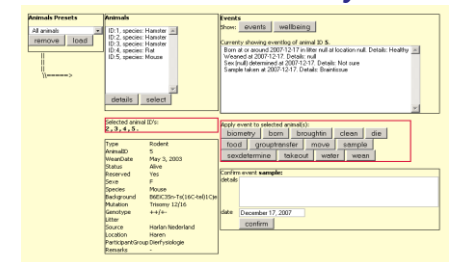 Animals Presets
All animals
remove load
||
||
||
\\======>
Animals
ID:1, species: Hamster
ID:2, species: Hamster
ID:3, species: Hamster
ID:4, species: Rat
ID:5, species: Mouse
details select
Events
Show: events wellbeing
Currently showing eventlog of animal ID 5.
Born at or around 2007-12-17 in litter null at location null. Details: Healthy
Weaned at 2007-12-17. Details: null
Sex (null) determined at 2007-12-17. Details: Not sure
Sample taken at 2007-12-17. Details: Braintissue
Selected animal ID's:
2,3,4,5.
Apply event to selected animal(s):
biometry born broughtin clean die
food grouptransfer move sample
sexdetermine takeout water wean
Type Rodent
AnimalID 5
WeanDate May 5, 2003
Status Alive
Reserved Yes
Sexe F
Species Mouse
Mutation Trisomy 12/16
Genotype ++/+-
Litter
Source Harlan Nederland
Location Haren
ParticipantGroup Dierfysiologie
Remarks -
Confirm event sample:
details
date December 17, 2007
confirm